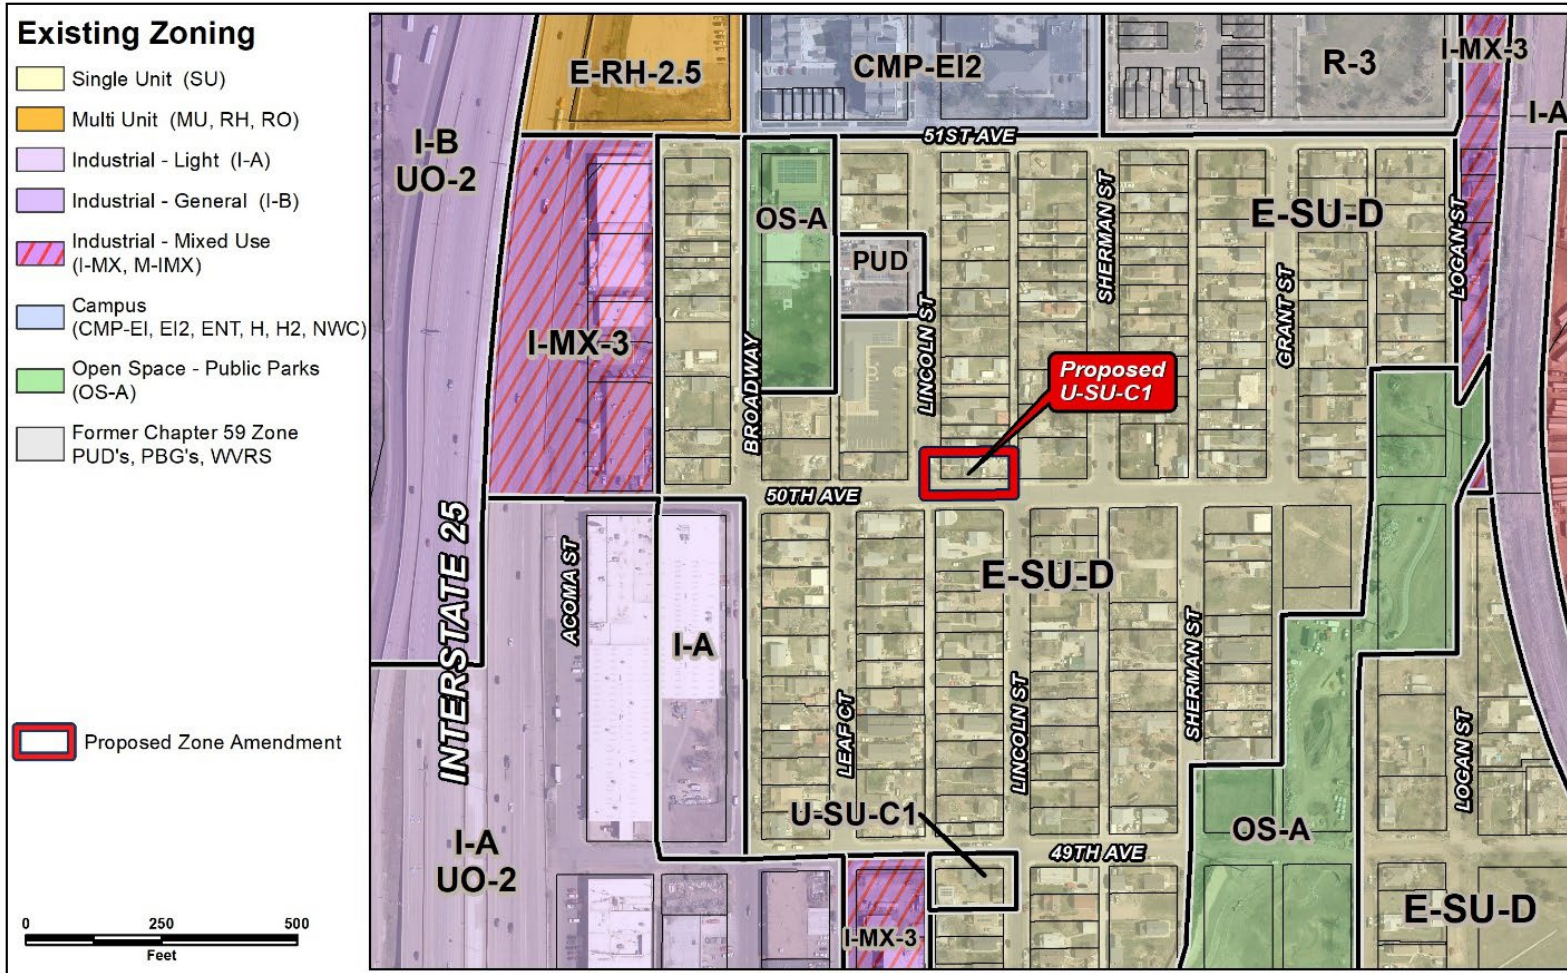 Existing Zoning
Single Unit (SU)
Multi Unit (MU, RH, RO)
Industrial - Light (I-A)
Industrial - General (I-B)
Industrial - Mixed Use
(I-MX, M-IMX)
Campus
(CMP-EI, EI2, ENT, H, H2, NWC)
Open Space - Public Parks
(OS-A)
Former Chapter 59 Zone
PUD's, PBG's, WVRS
Proposed Zone Amendment
0 250 500
Feet
E-RH-2.5
CMP-EI2
R-3
I-MX-3
I-A
I-B
UO-2
51ST AVE
OS-A
PUD
E-SU-D
I-MX-3
BROADWAY
LINCOLN ST
SHERMAN ST
GRANT ST
LOGAN ST
Proposed
U-SU-C1
50TH AVE
INTERSTATE 25
ACOMA ST
I-A
E-SU-D
LEAF CT
LINCOLN ST
SHERMAN ST
LOGAN ST
U-SU-C1
49TH AVE
OS-A
I-A
UO-2
I-MX-3
E-SU-D